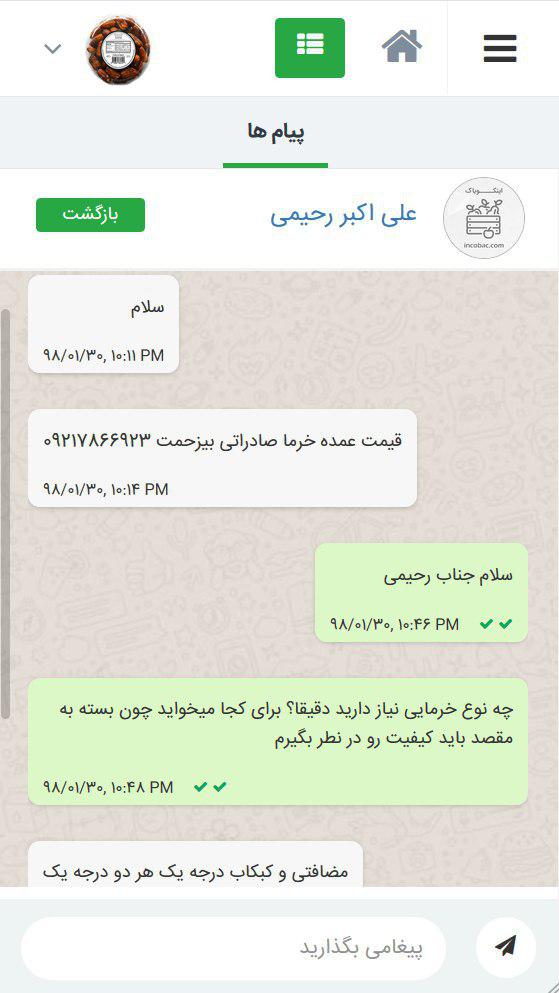 پیام ها
اینکــوباک
incobac.com
علی اکبر رحیمی
بازگشت
سلام
۹۸/۰۱/۳۰, ۱۰:۱۱ PM
قیمت عمده خرما صادراتی بیزحمت ۰۹۲۱۷۸۶۶۹۲۳
۹۸/۰۱/۳۰, ۱۰:۱۴ PM
سلام جناب رحیمی
۹۸/۰۱/۳۰, ۱۰:۴۶ PM
چه نوع خرمایی نیاز دارید دقیقا؟ برای کجا میخواید چون بسته به
مقصد باید کیفیت رو در نطر بگیرم
۹۸/۰۱/۳۰, ۱۰:۴۸ PM
مضافتی و کبکاب درجه یک هر دو درجه یک
پیغامی بگذارید